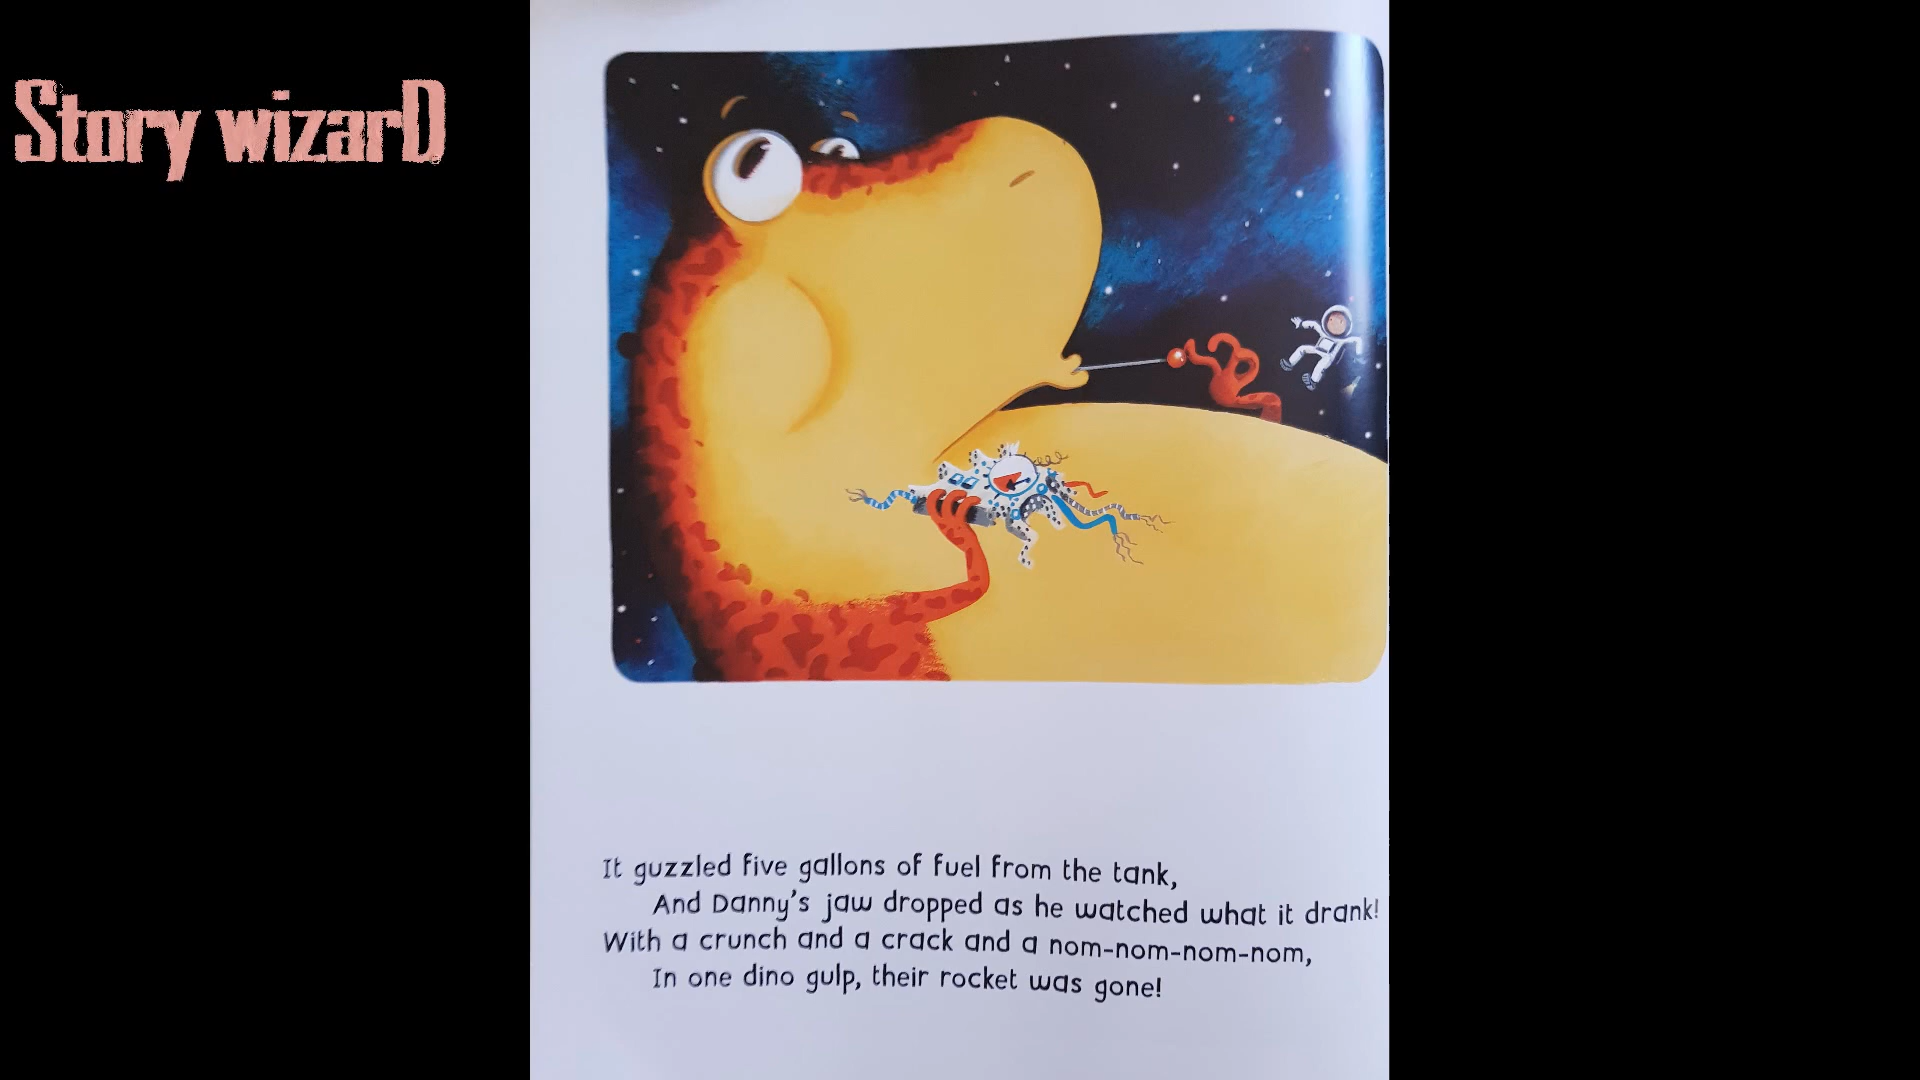 Story wizarD
It guzzled five gallons of fuel from the tank,
And Danny's jaw dropped as he watched what it drank!
With a crunch and a crack and a nom-nom-nom-nom,
In one dino gulp, their rocket was gone!